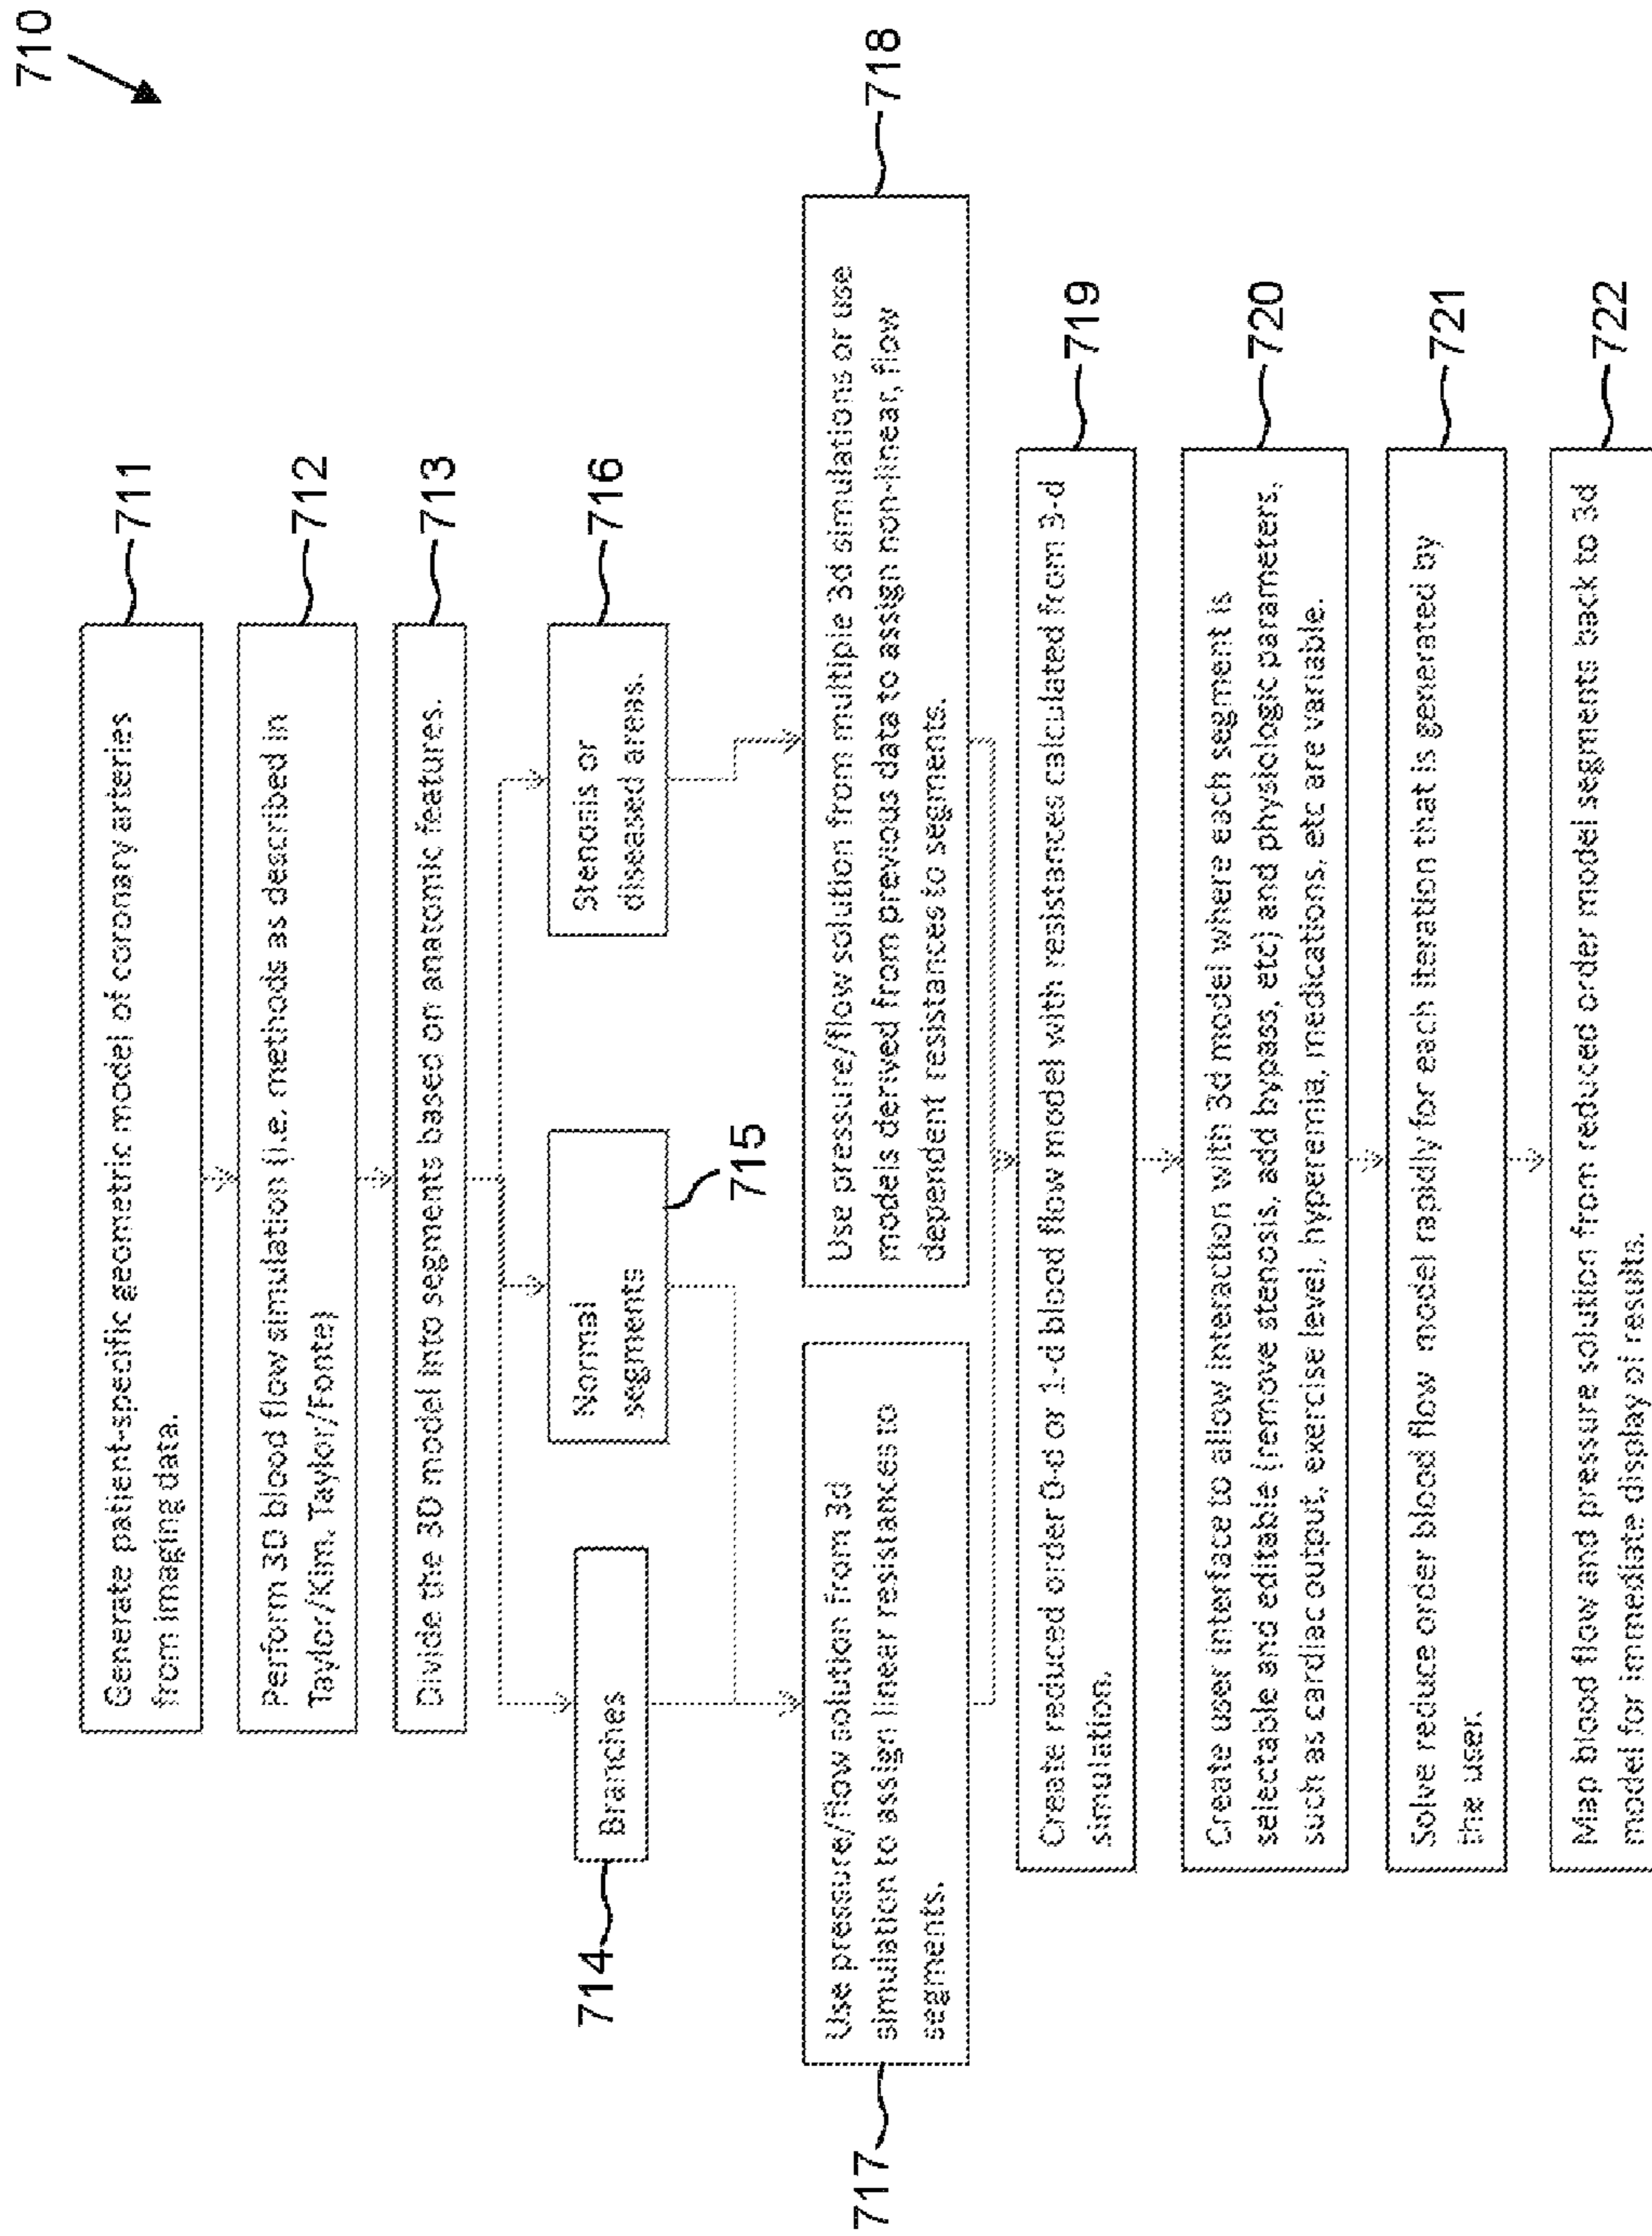 710
Generate patient-specific geometric model of coronary arteries
from imaging data.
711
Perform 3D blood flow simulation (i.e. methods as described in
Taylor/Kim. Taylor/Fonte)
712
Divide the 3D model into segments based on anatomic features.
713
Branches
714
Normal
segments
715
Stenosis or
diseased areas.
716
Use pressure/flow solution from 3d
simulation to assign linear resistances to
segments.
717
Use pressure/flow solution from multiple 3d simulations or use
models derived from previous data to assign non-linear, flow
dependent resistances to segments.
718
Create reduced order 0-d or 1-d blood flow model with resistances calculated from 3-d
simulation.
719
Create user interface to allow interaction with 3d model where each segment is
selectable and editable (remove stenosis, add bypass, etc) and physiologic parameters,
such as cardiac output, exercise level, hyperemia, medications, etc are variable.
720
Solve reduce order blood flow model rapidly for each iteration that is generated by
the user.
721
Map blood flow and pressure solution from reduced order model segments back to 3d
model for immediate display of results.
722